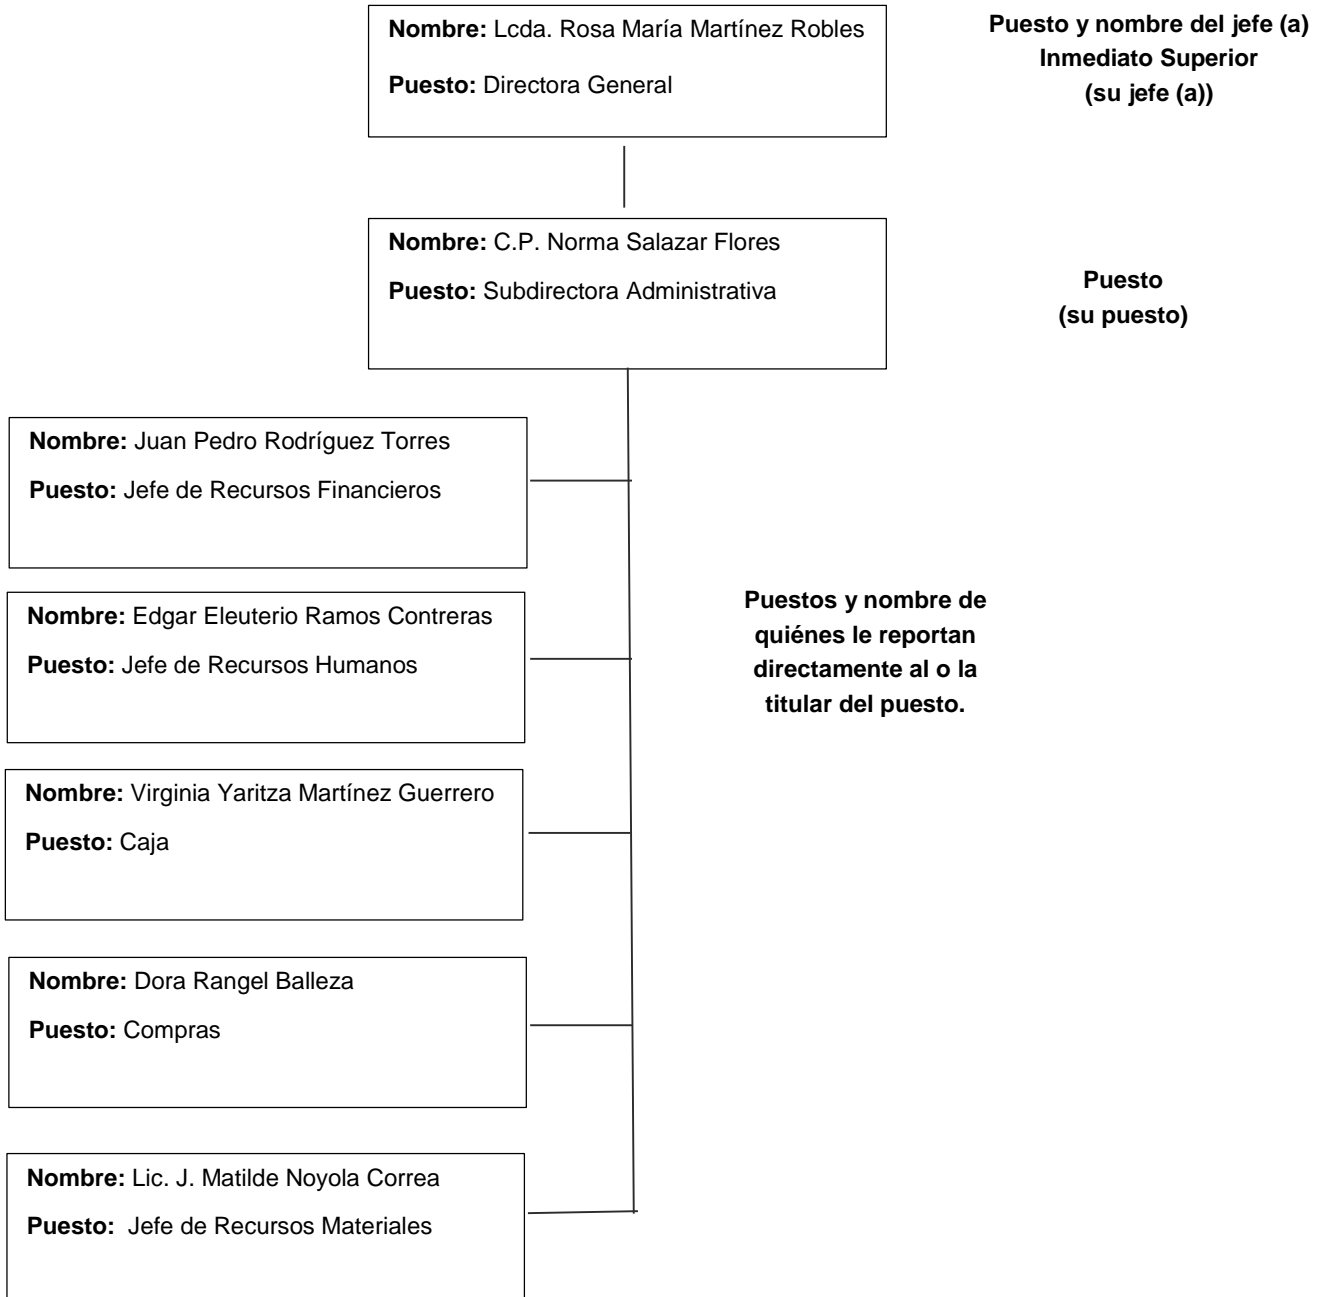 Nombre: Lcda. Rosa María Martínez Robles
Puesto: Directora General
Puesto y nombre del jefe (a)
Inmediato Superior
(su jefe (a))
Nombre: C.P. Norma Salazar Flores
Puesto: Subdirectora Administrativa
Puesto
(su puesto)
Nombre: Juan Pedro Rodríguez Torres
Puesto: Jefe de Recursos Financieros
Nombre: Edgar Eleuterio Ramos Contreras
Puesto: Jefe de Recursos Humanos
Puestos y nombre de
quiénes le reportan
directamente al o la
titular del puesto.
Nombre: Virginia Yaritza Martínez Guerrero
Puesto: Caja
Nombre: Dora Rangel Balleza
Puesto: Compras
Nombre: Lic. J. Matilde Noyola Correa
Puesto: Jefe de Recursos Materiales